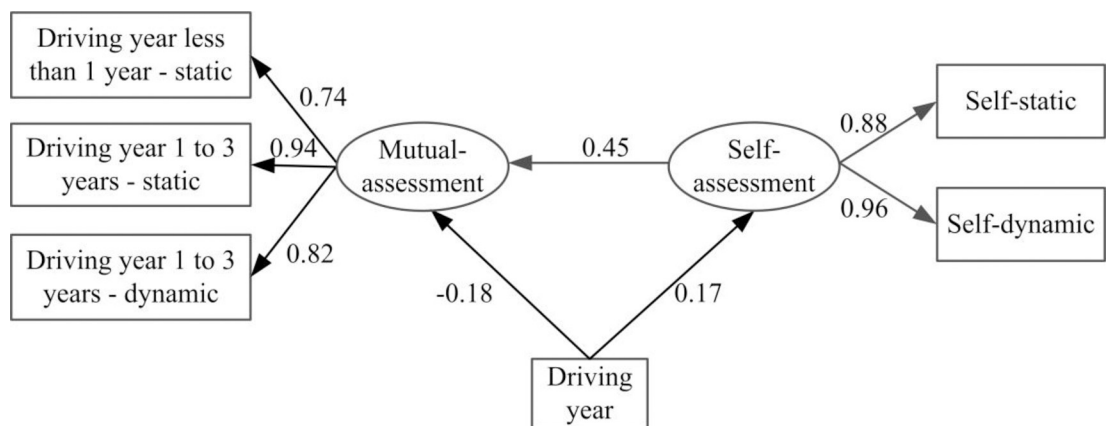 Driving year less
than 1 year - static
0.74
Driving year 1 to 3
years - static
0.94
Driving year 1 to 3
years - dynamic
0.82
Mutual-
assessment
0.45
Self-
assessment
0.88
Self-static
0.96
Self-dynamic
-0.18
0.17
Driving
year